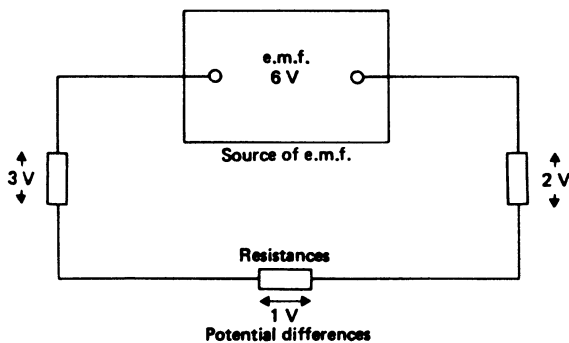 e.m.f.
6 V
Source of e.m.f.
3 V
2 V
Resistances
1 V
Potential differences